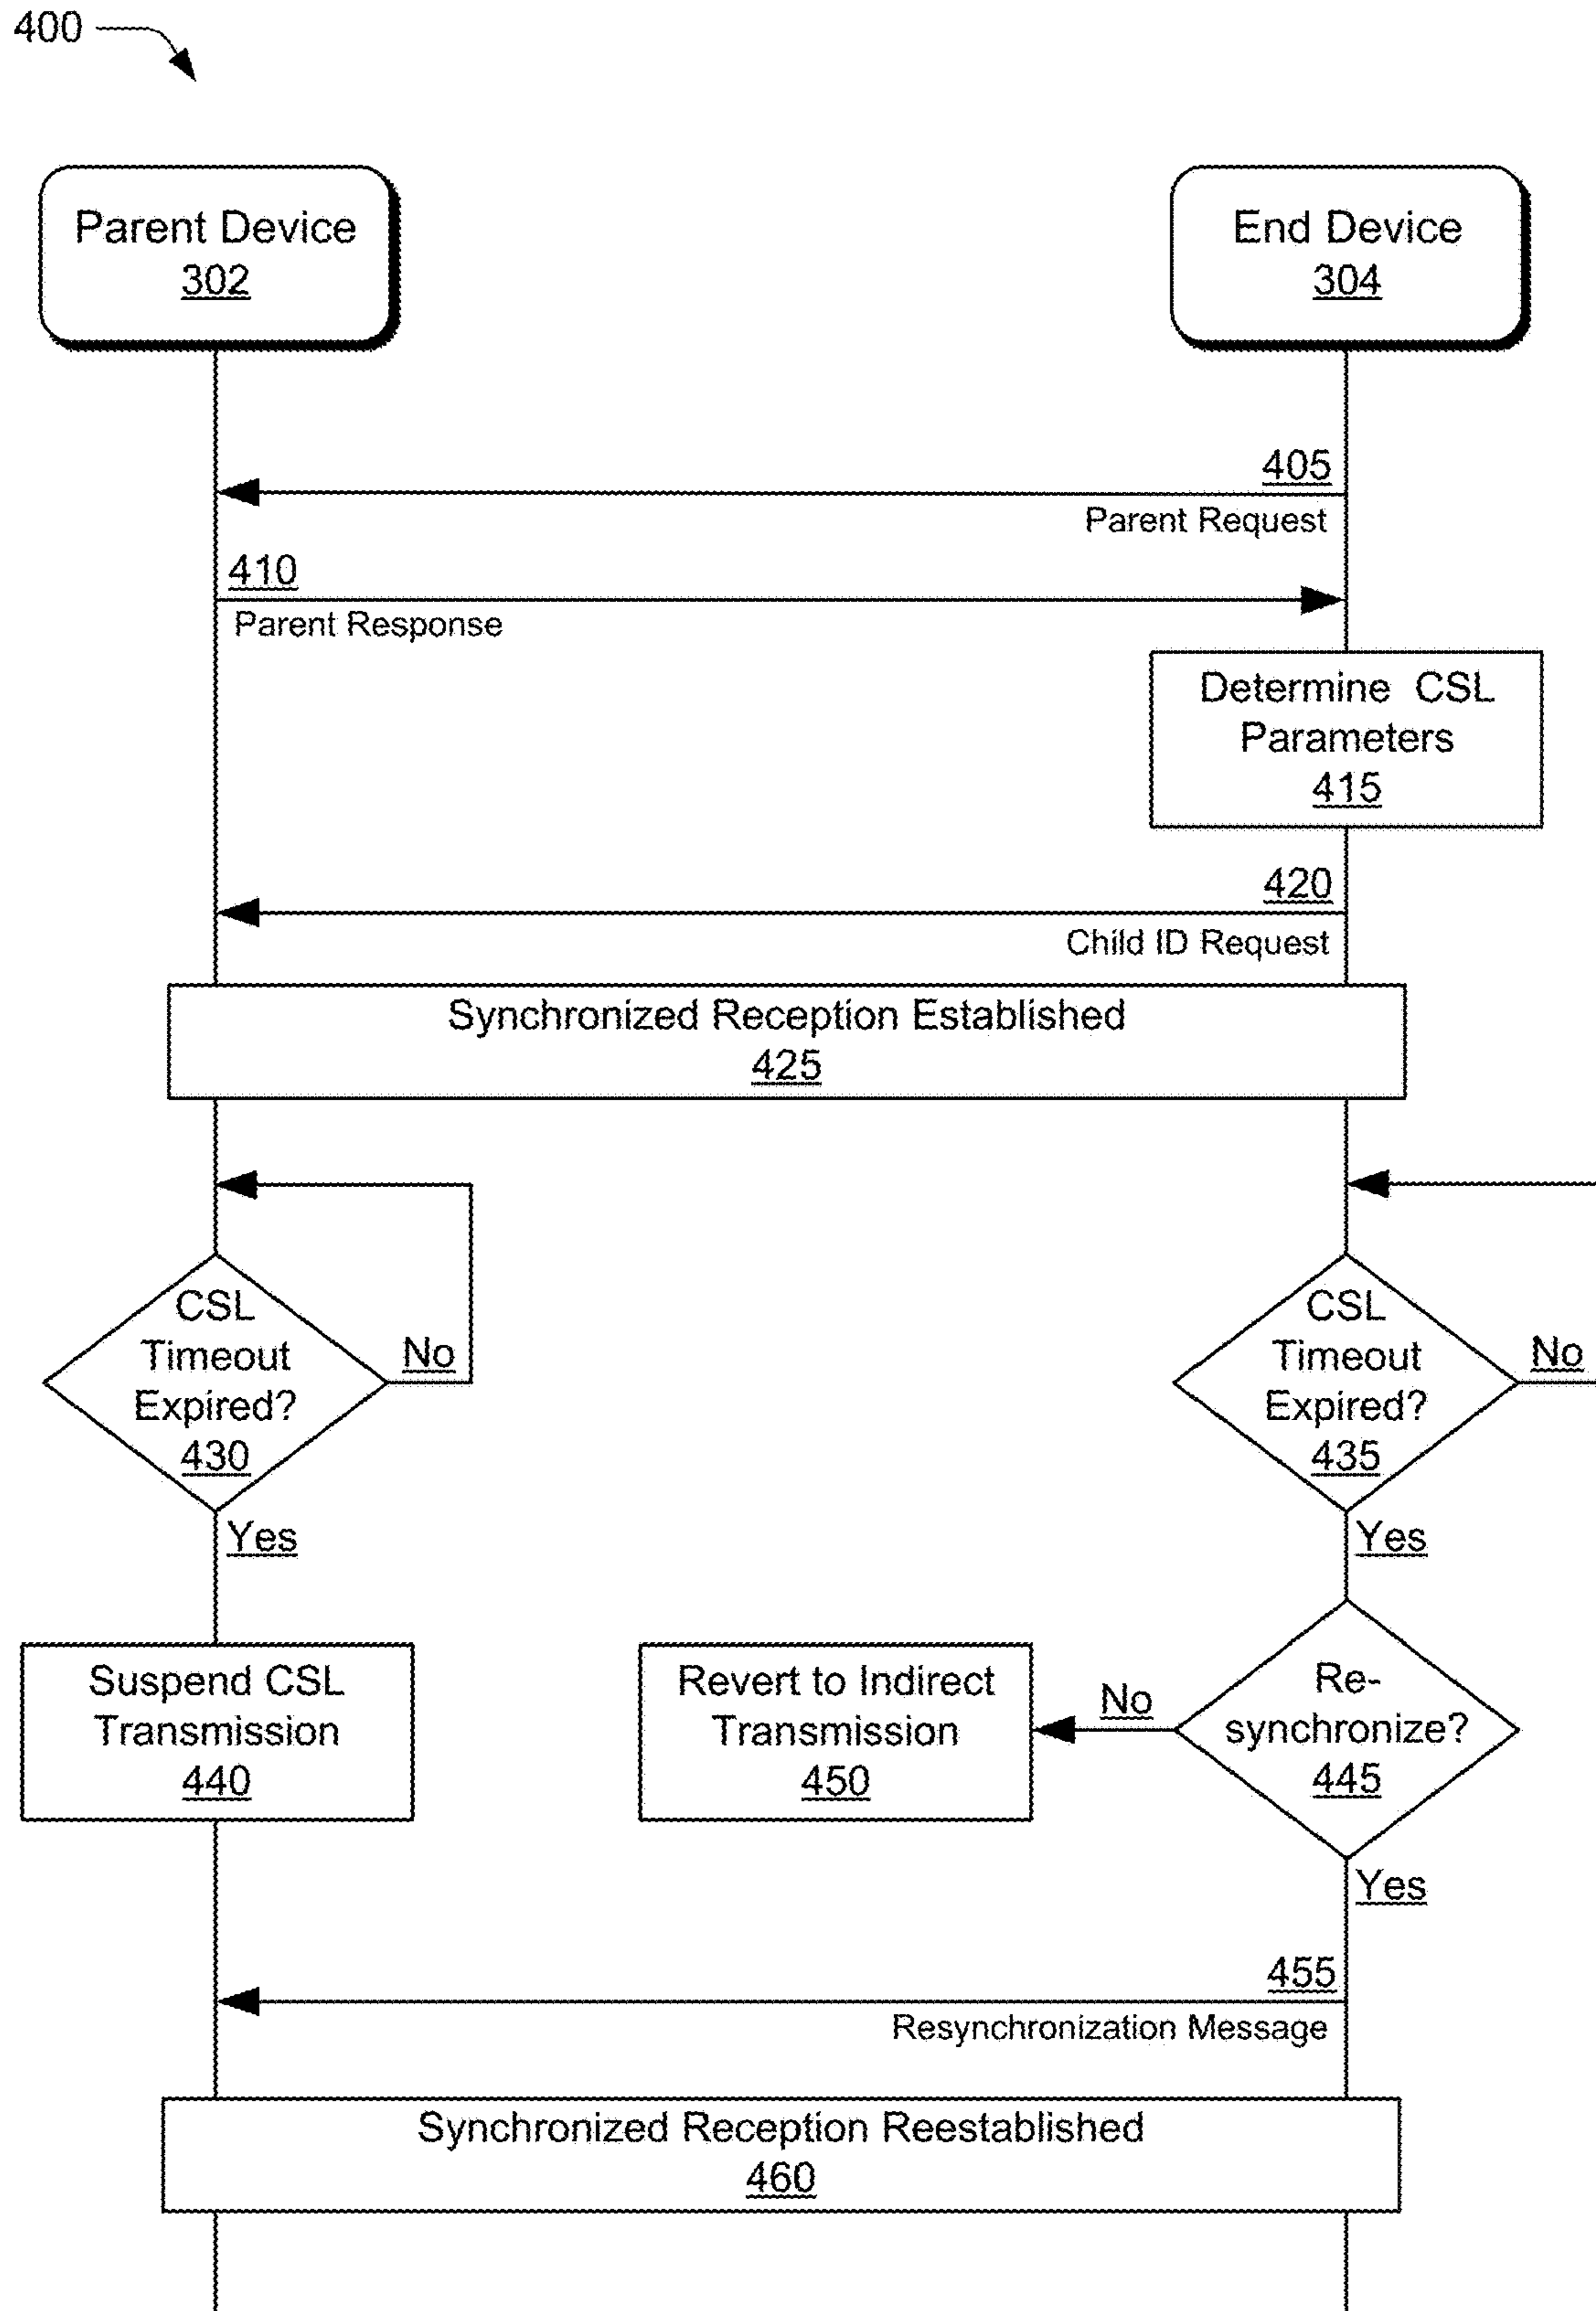 400
Parent Device
302
End Device
304
405
Parent Request
410
Parent Response
Determine CSL
Parameters
415
420
Child ID Request
Synchronized Reception Established
425
CSL
Timeout
Expired?
430
No
Yes
CSL
Timeout
Expired?
435
No
Yes
Suspend CSL
Transmission
440
Revert to Indirect
Transmission
450
No
Re-
synchronize?
445
Yes
455
Resynchronization Message
Synchronized Reception Reestablished
460